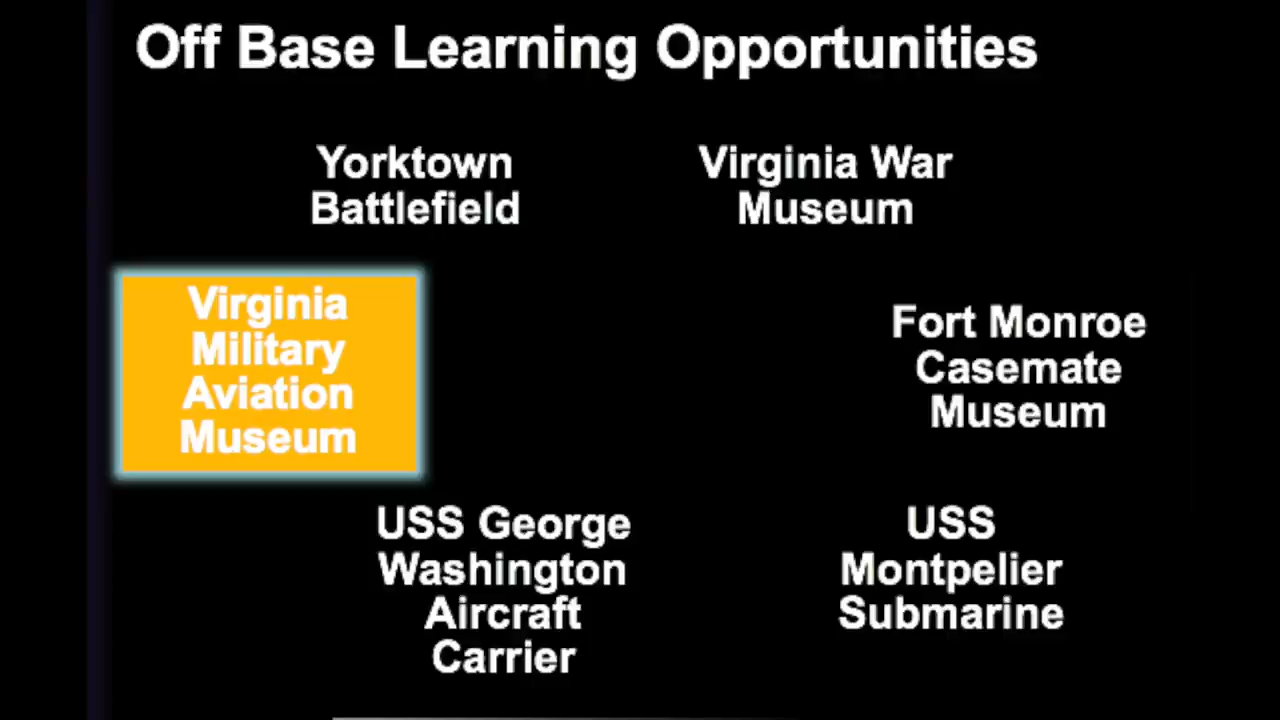 Off Base Learning Opportunities
Yorktown
Battlefield
Virginia War
Museum
Virginia
Military
Aviation
Museum
Fort Monroe
Casemate
Museum
USS George
Washington
Aircraft
Carrier
USS
Montpelier
Submarine